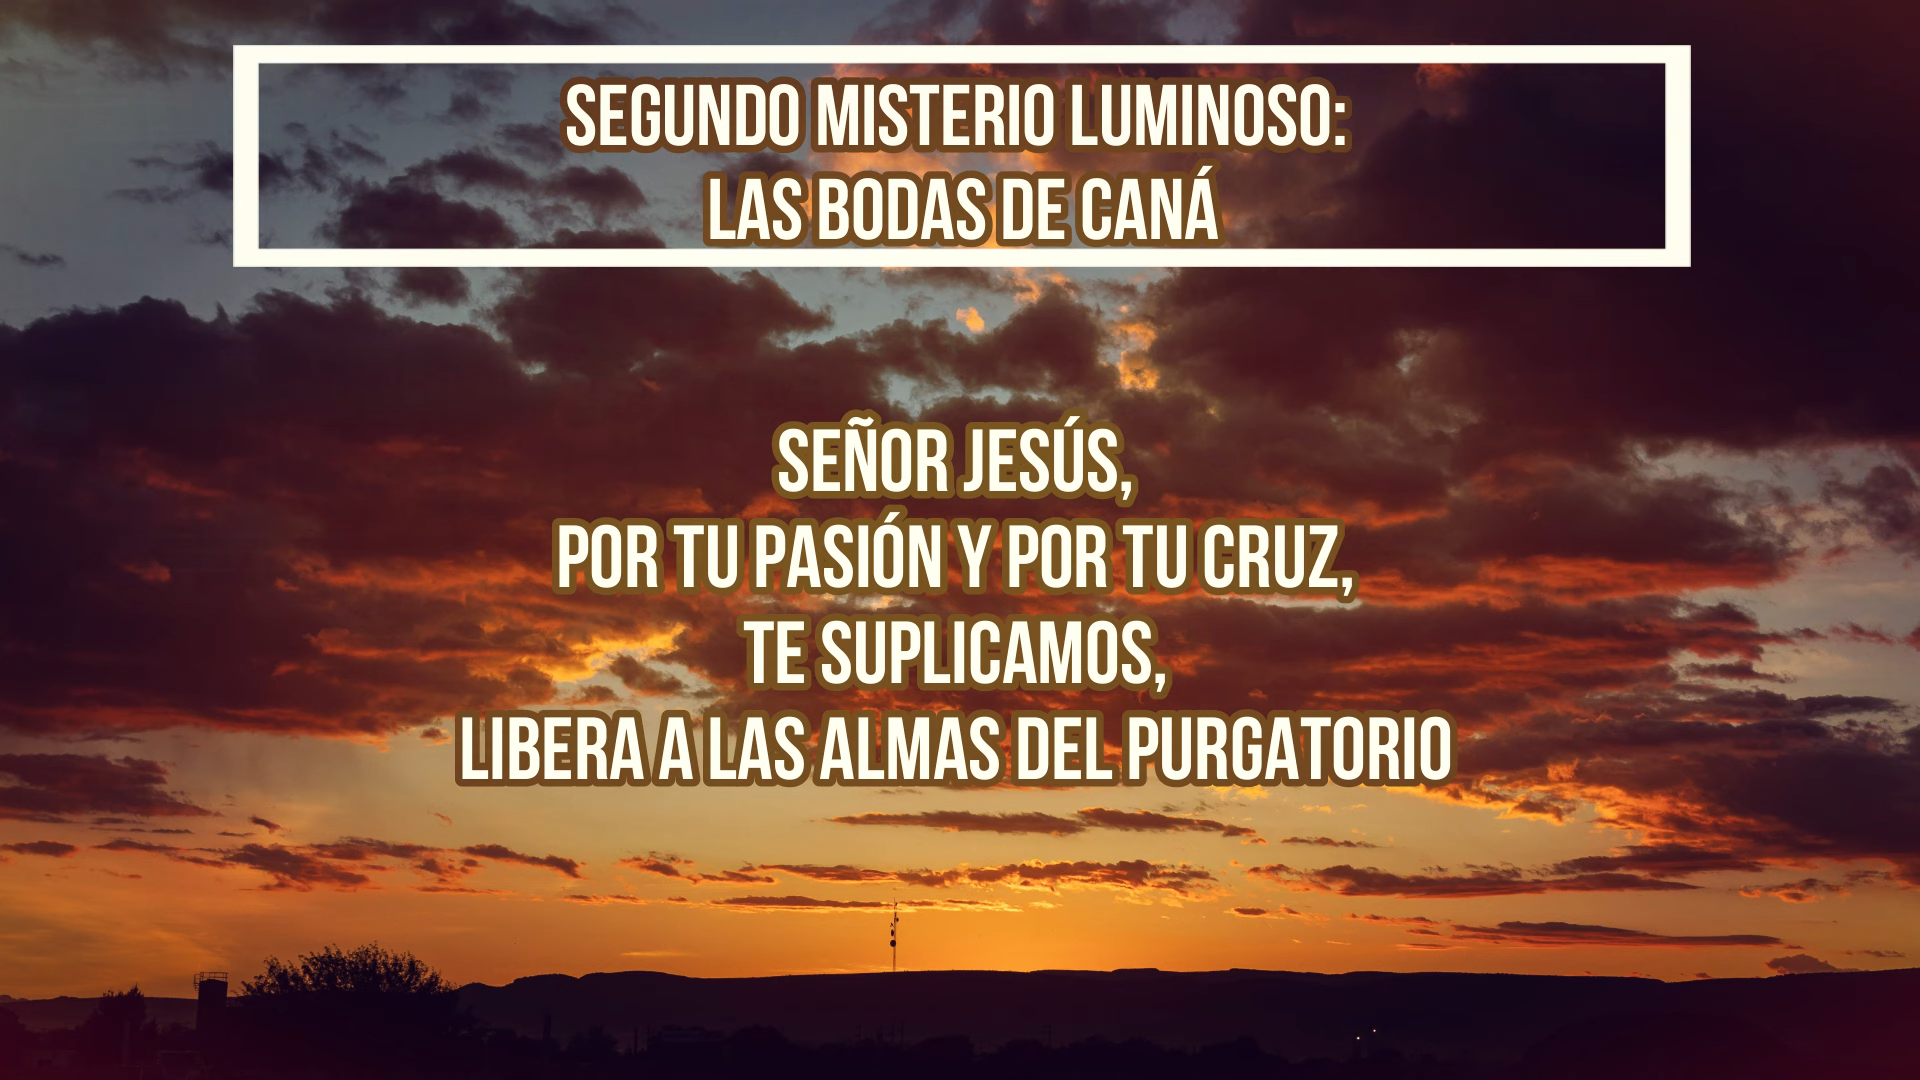 SEGUNDO MISTERIO LUMINOSO:
LAS BODAS DE CANÁ
SEÑOR JESÚS,
POR TU PASIÓN Y POR TU CRUZ,
TE SUPLICAMOS,
LIBERA A LAS ALMAS DEL PURGATORIO